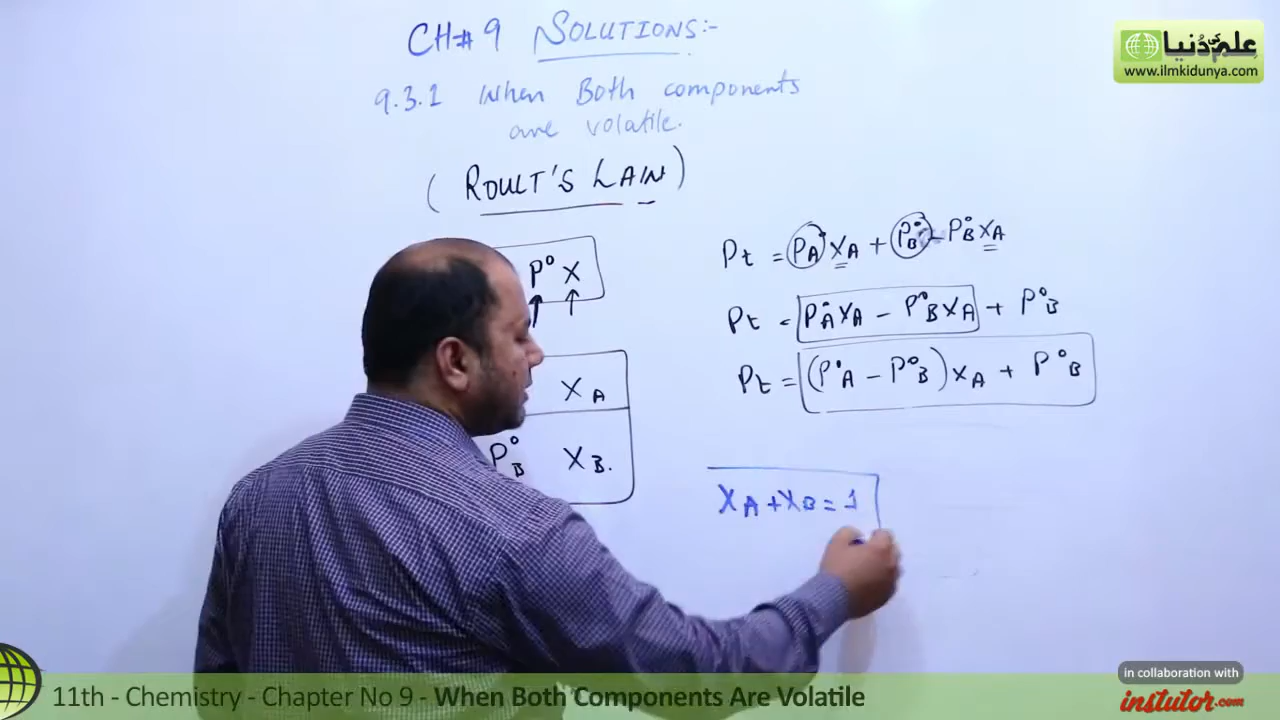 CH# 9 SOLUTIONS:-
علم کی دُنیا
www.ilmkidunya.com
9.3.1 When Both components
are volatile.
( ROULT'S LAW )
P° X
X A
P°B X B.
Pt = P°A XA + P°B - P°B XA
Pt = P°A XA - P°B XA + P°B
Pt = (P°A - P°B) XA + P°B
XA + XB = 1
in collaboration with
instutor.com
11th - Chemistry - Chapter No 9 - When Both Components Are Volatile